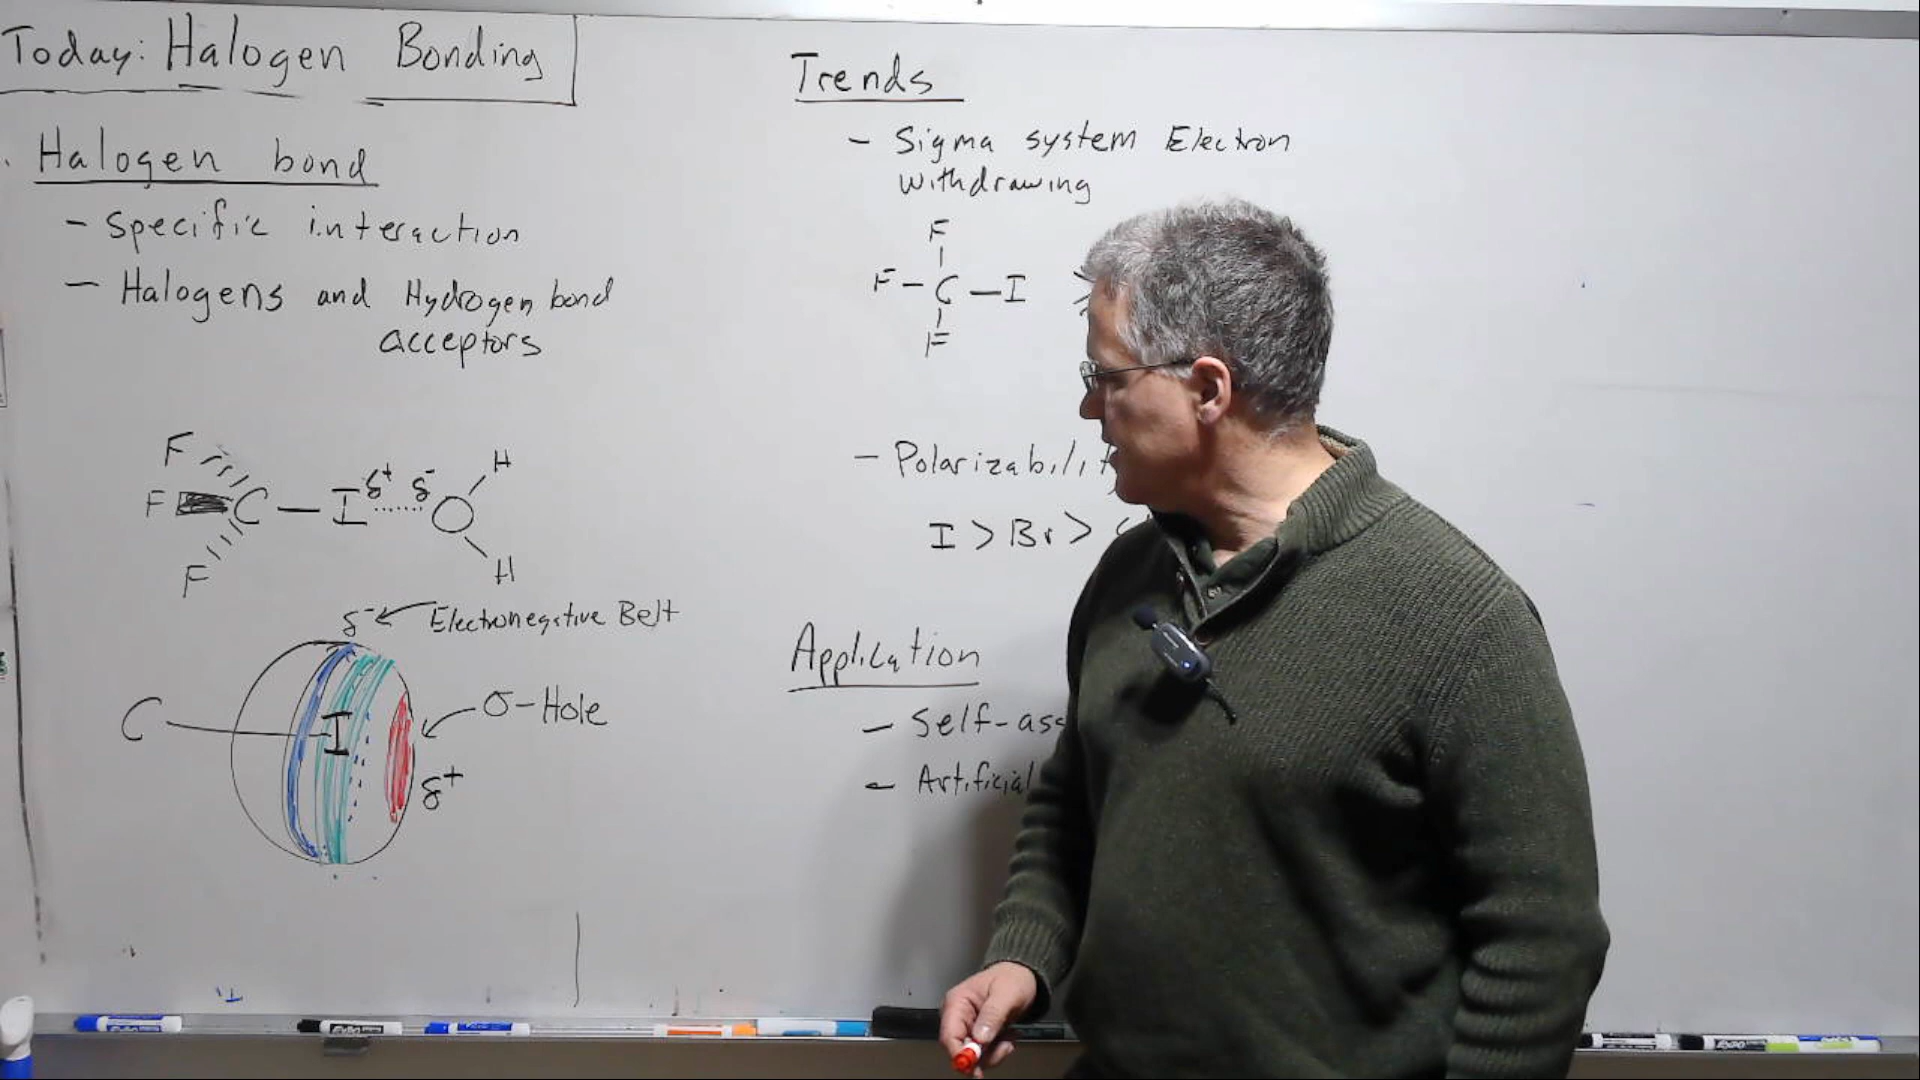 Today: Halogen Bonding
Halogen bond
- Specific interaction
- Halogens and Hydrogen bond
acceptors
F
F C — I δ+ δ- O H
F H
δ- Electronegative Belt
C I σ-Hole
δ+
Trends
- Sigma system Electron
withdrawing
F
F - C - I >
F
- Polarizabilit
I > Br > C
Application
- Self-ass
- Artificial